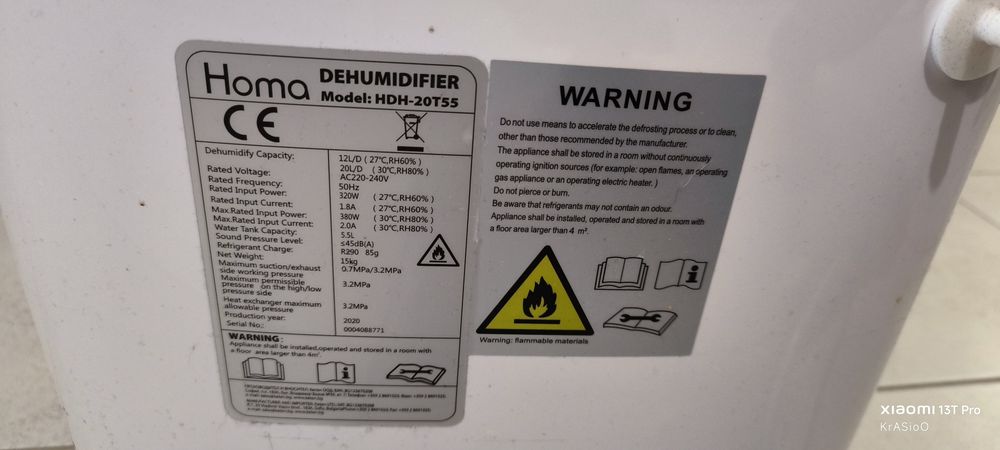 Homa
DEHUMIDIFIER
Model: HDH-20T55
CE
Dehumidify Capacity: 12L/D ( 27℃,RH60% )
20L/D ( 30℃,RH80% )
Rated Voltage: AC220-240V
Rated Frequency: 50Hz
Rated Input Power: 320W ( 27℃,RH60% )
Rated Input Current: 1.8A ( 27℃,RH60% )
Max.Rated Input Power: 380W ( 30℃,RH80% )
Max.Rated Input Current: 2.0A ( 30℃,RH80% )
Water Tank Capacity: 5.5L
Sound Pressure Level: ≤45dB(A)
Refrigerant Charge: R290 85g
Net Weight: 15kg
Maximum suction/exhaust
side working pressure 0.7MPa/3.2MPa
Maximum permissible
pressure on the high/low
pressure side 3.2MPa
Heat exchanger maximum
allowable pressure 3.2MPa
Production year: 2020
Serial No.: 0004088771
WARNING:
Appliance shall be installed,operated and stored in a room with
a floor area larger than 4m².
WARNING
Do not use means to accelerate the defrosting process or to clean,
other than those recommended by the manufacturer.
The appliance shall be stored in a room without continuously
operating ignition sources (for example: open flames, an operating
gas appliance or an operating electric heater. )
Do not pierce or burn.
Be aware that refrigerants may not contain an odour.
Appliance shall be installed, operated and stored in a room with
a floor area larger than 4 m².
Warning: flammable materials
XIAOMI 13T Pro
KrASioO